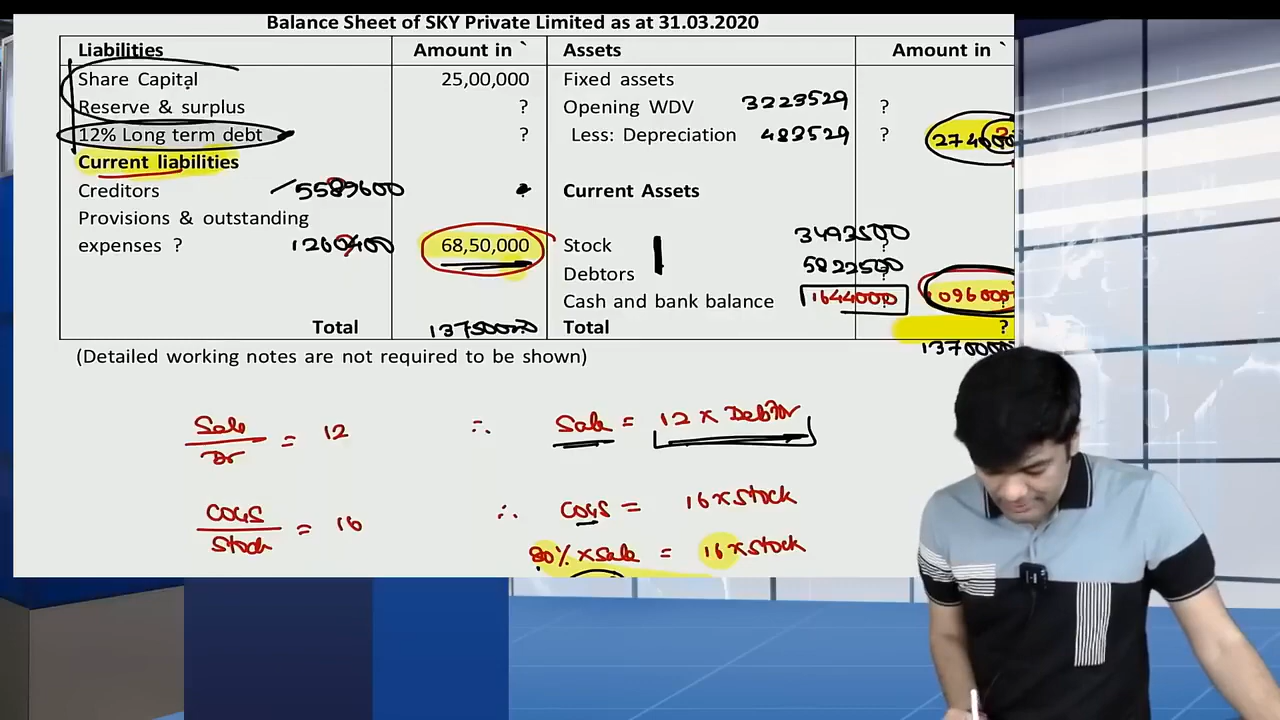 Balance Sheet of SKY Private Limited as at 31.03.2020
Liabilities Amount in ` Assets Amount in `
Share Capital 25,00,000 Fixed assets
Reserve & surplus ? Opening WDV 3223529 ?
12% Long term debt ? Less: Depreciation 483529 ? 2740000
Current liabilities
Creditors 5589600 Current Assets
Provisions & outstanding
expenses ? 1260400 68,50,000 Stock 3493500 ?
Debtors 5822500 ?
Cash and bank balance 1644000 ? 1096000 ?
Total 13700000 Total ?
13700000
(Detailed working notes are not required to be shown)
Sale / Dr = 12 ∴ Sale = 12 x Debtor
COGS / Stock = 16 ∴ COGS = 16 x Stock
80% x Sale = 16 x Stock